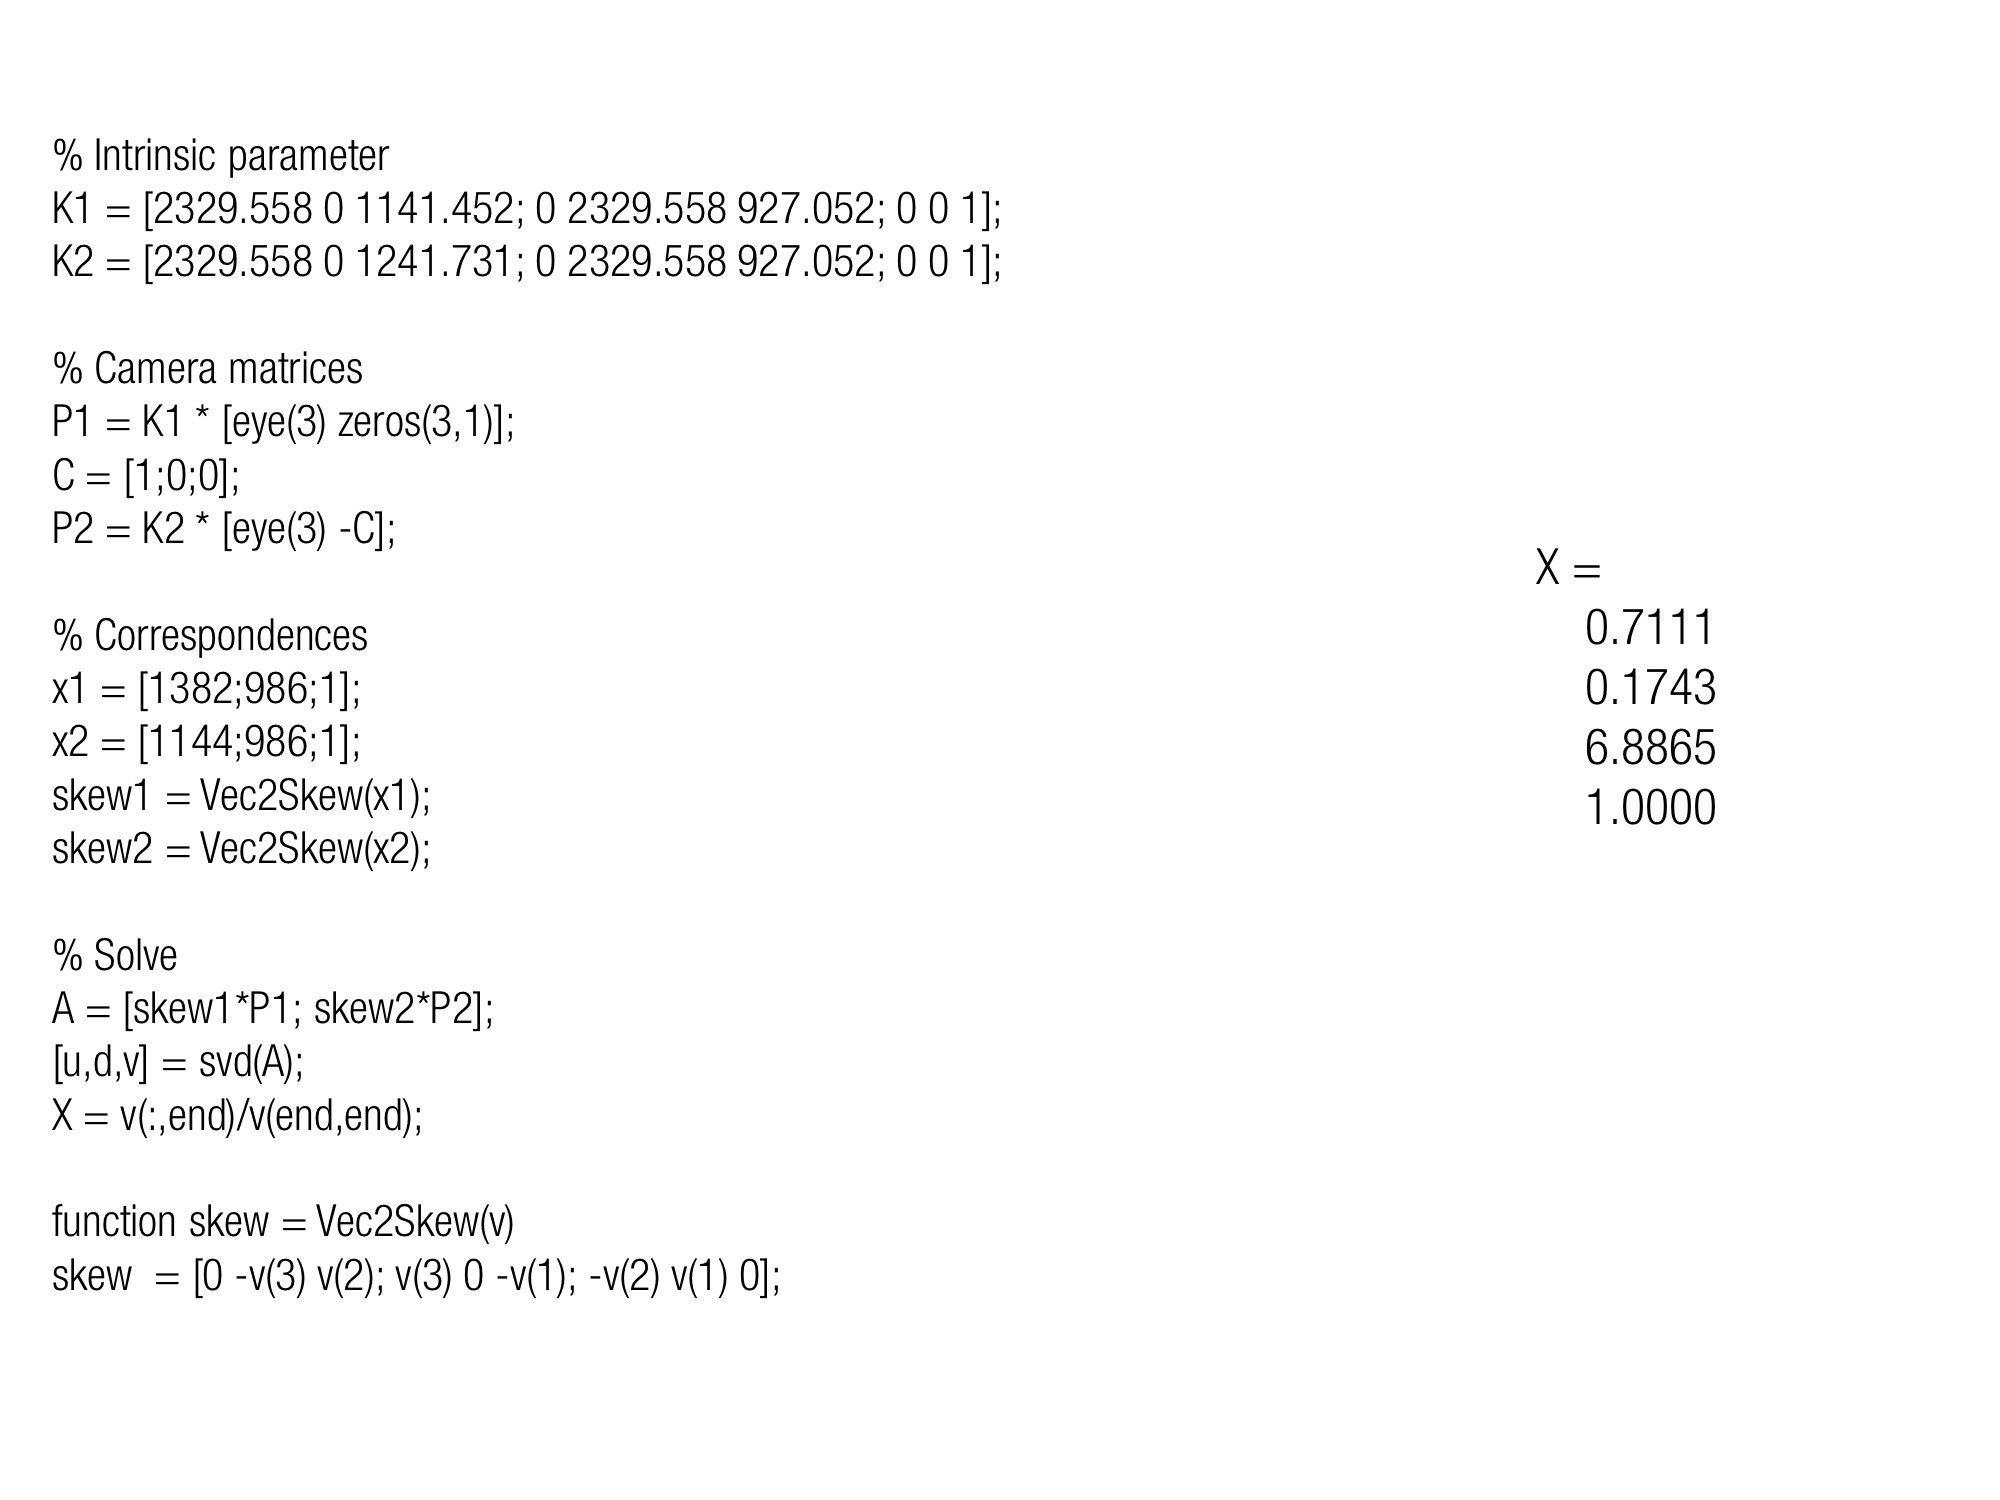 % Intrinsic parameter
K1 = [2329.558 0 1141.452; 0 2329.558 927.052; 0 0 1];
K2 = [2329.558 0 1241.731; 0 2329.558 927.052; 0 0 1];
% Camera matrices
P1 = K1 * [eye(3) zeros(3,1)];
C = [1;0;0];
P2 = K2 * [eye(3) -C];
% Correspondences
x1 = [1382;986;1];
x2 = [1144;986;1];
skew1 = Vec2Skew(x1);
skew2 = Vec2Skew(x2);
% Solve
A = [skew1*P1; skew2*P2];
[u,d,v] = svd(A);
X = v(:,end)/v(end,end);
function skew = Vec2Skew(v)
skew  = [0 -v(3) v(2); v(3) 0 -v(1); -v(2) v(1) 0];
X =
0.7111
0.1743
6.8865
1.0000